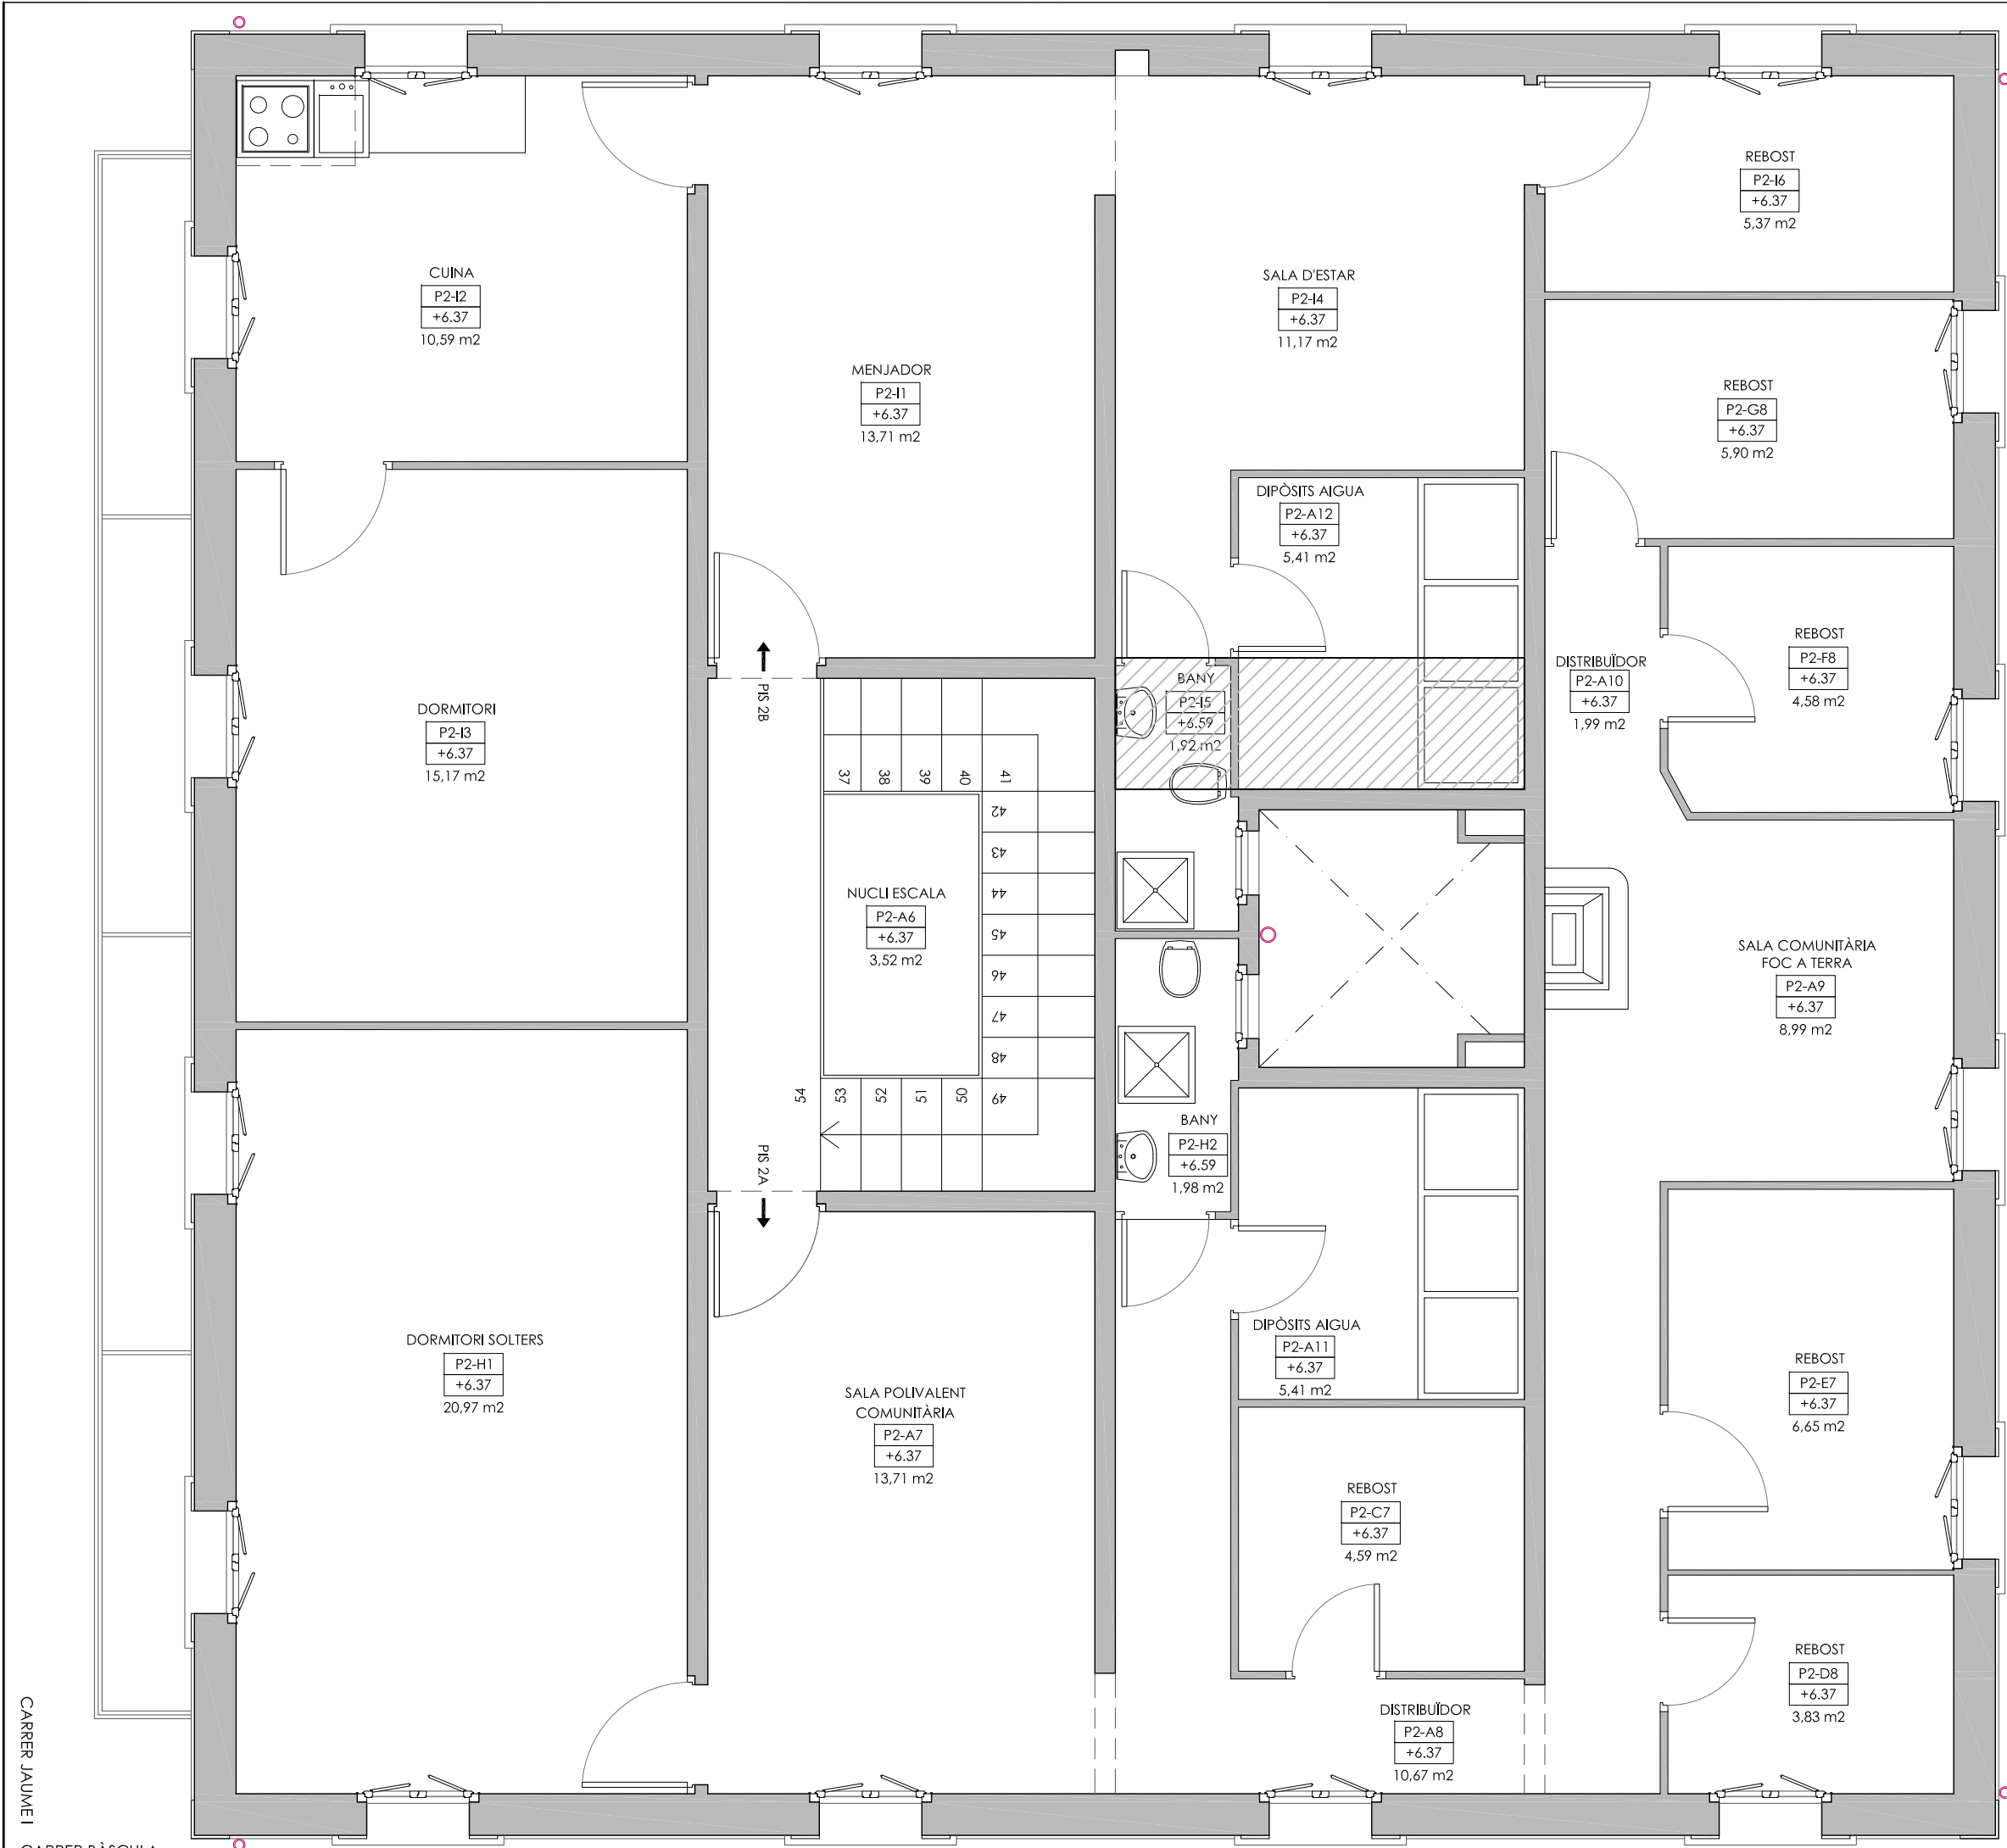 CUINA
P2-I2
+6.37
10,59 m2
MENJADOR
P2-I1
+6.37
13,71 m2
SALA D'ESTAR
P2-I4
+6.37
11,17 m2
REBOST
P2-I6
+6.37
5,37 m2
REBOST
P2-G8
+6.37
5,90 m2
DIPÒSITS AIGUA
P2-A12
+6.37
5,41 m2
DORMITORI
P2-I3
+6.37
15,17 m2
PIS 2B
BANY
P2-I5
+6.59
1,92 m2
DISTRIBUÏDOR
P2-A10
+6.37
1,99 m2
REBOST
P2-F8
+6.37
4,58 m2
37
38
39
40
41
42
43
44
45
46
47
48
49
50
51
52
53
54
NUCLI ESCALA
P2-A6
+6.37
3,52 m2
SALA COMUNITÀRIA
FOC A TERRA
P2-A9
+6.37
8,99 m2
PIS 2A
BANY
P2-H2
+6.59
1,98 m2
DORMITORI SOLTERS
P2-H1
+6.37
20,97 m2
SALA POLIVALENT
COMUNITÀRIA
P2-A7
+6.37
13,71 m2
DIPÒSITS AIGUA
P2-A11
+6.37
5,41 m2
REBOST
P2-E7
+6.37
6,65 m2
REBOST
P2-C7
+6.37
4,59 m2
REBOST
P2-D8
+6.37
3,83 m2
DISTRIBUÏDOR
P2-A8
+6.37
10,67 m2
CARRER JAUME I
CARRER BÀSCULA